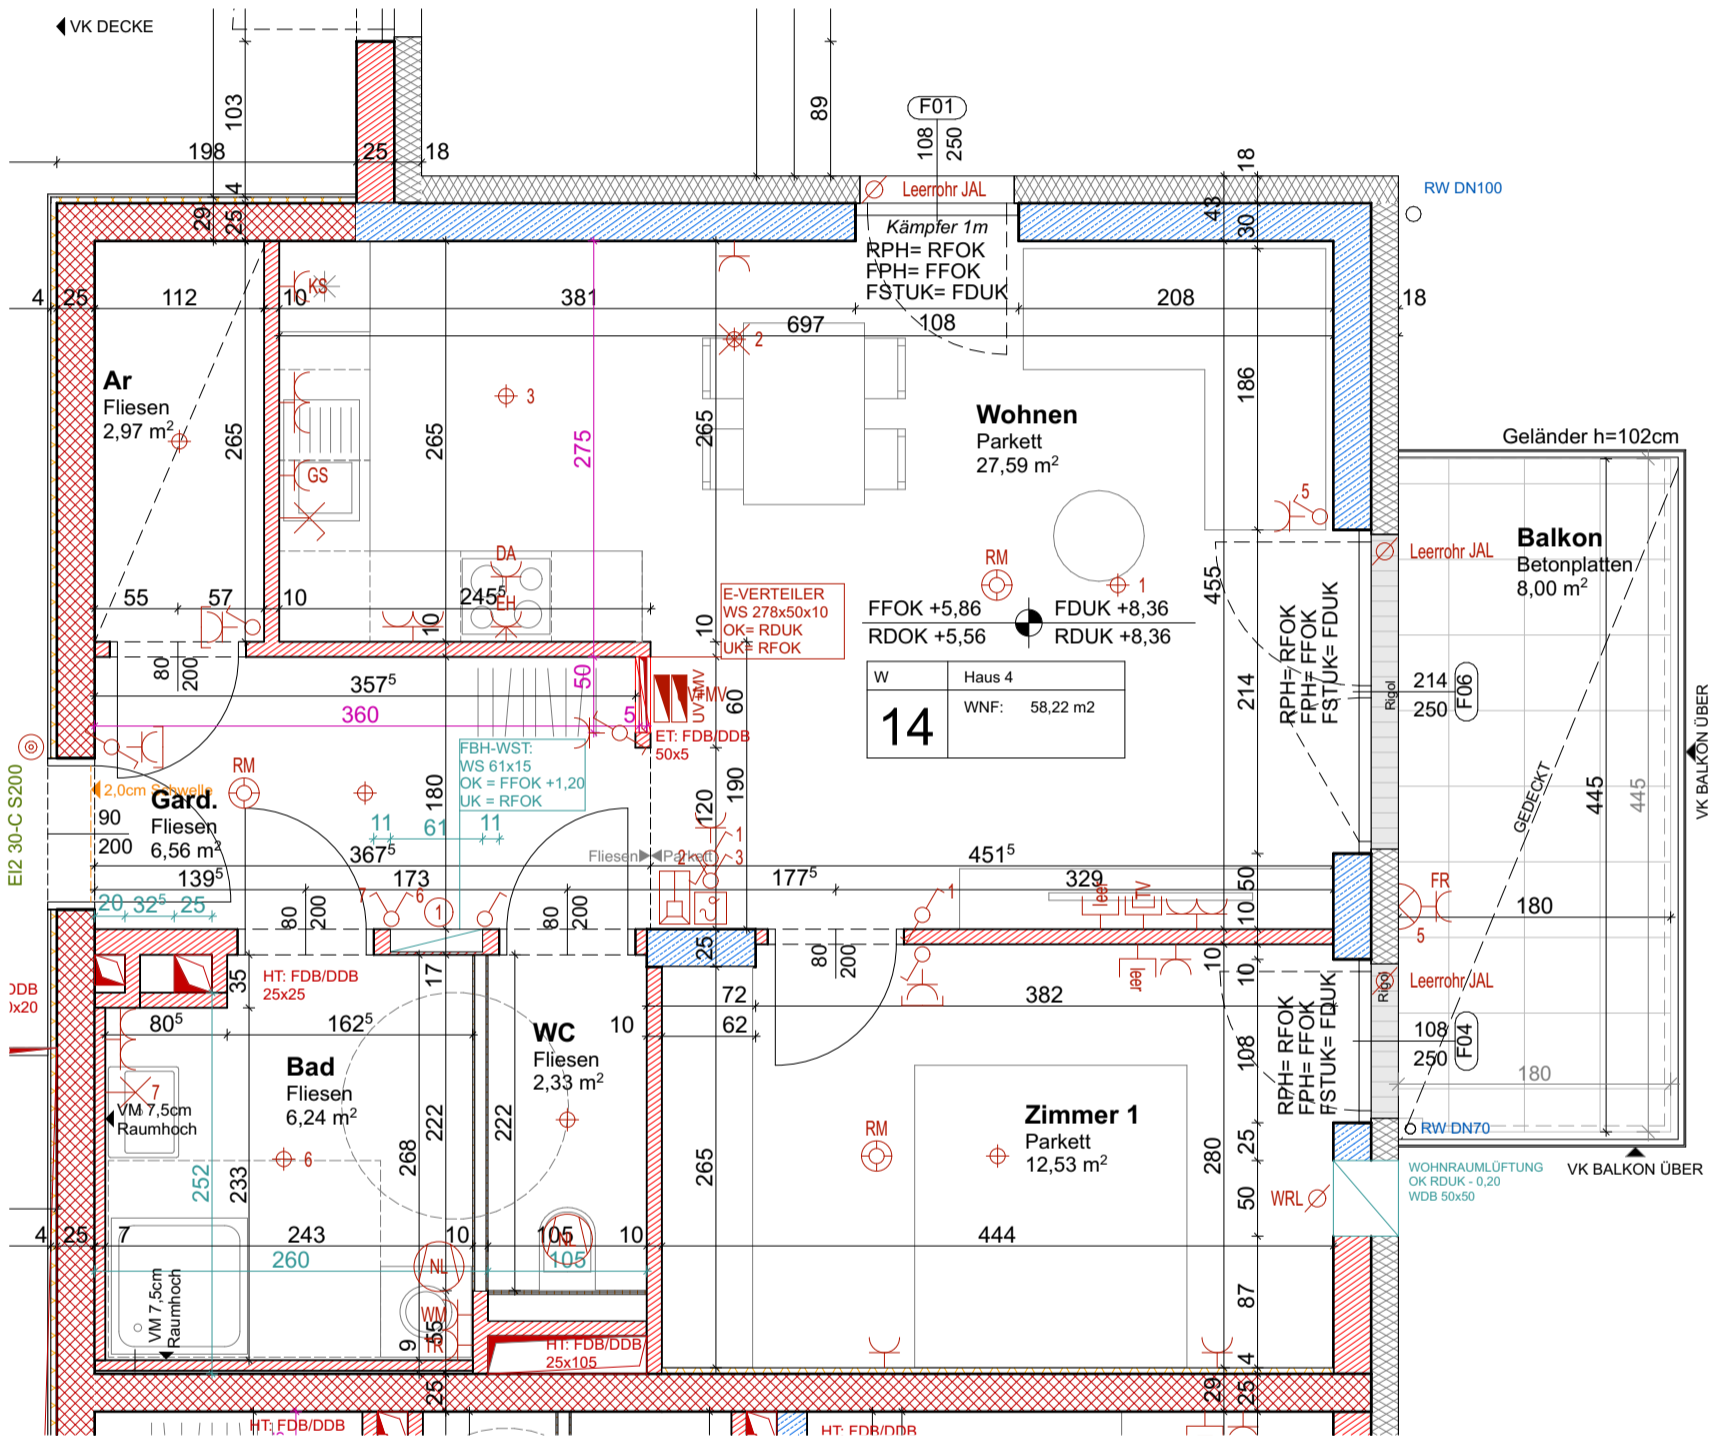 VK DECKE
103
89
F01
108
250
198
25
18
18
4
29
25
43
30
Leerrohr JAL
RW DN100
Kämpfer 1m
RPH= RFOK
FPH= FFOK
FSTUK= FDUK
4
25
112
10
KS
381
208
18
697
108
Ar
Fliesen
2,97 m²
265
265
275
265
2
3
186
Wohnen
Parkett
27,59 m²
GS
5
Geländer h=102cm
Balkon
Betonplatten
8,00 m²
Leerrohr JAL
DA
EH
RM
1
55
57
10
245⁵
10
10
E-VERTEILER
WS 278x50x10
OK= RDUK
UK= RFOK
FFOK +5,86
FDUK +8,36
RDOK +5,56
RDUK +8,36
455
214
RPH= RFOK
FPH= FFOK
FSTUK= FDUK
80
200
357⁵
50
360
5
UV+MV
60
W
Haus 4
14
WNF:
58,22 m2
Rigol
214
250
F06
ET: FDB/DDB
50x5
FBH-WST:
WS 61x15
OK = FFOK +1,20
UK = RFOK
RM
EI2 30-C S200
2,0cm Schwelle
Gard.
Fliesen
6,56 m²
90
200
180
11
61
11
120
190
GEDECKT
445
445
VK BALKON ÜBER
367⁵
Fliesen
Parkett
1
2
3
451⁵
139⁵
173
177⁵
329
50
10
20
32⁵
25
80
200
7
6
1
80
200
1
leer
TV
FR
5
180
25
80
200
10
10
leer
Rigol
Leerrohr JAL
35
HT: FDB/DDB
25x25
17
72
382
62
80⁵
162⁵
10
WC
Fliesen
2,33 m²
108
RPH= RFOK
FPH= FFOK
FSTUK= FDUK
108
250
F04
180
Bad
Fliesen
6,24 m²
7
VM 7,5cm
Raumhoch
6
222
222
268
252
233
265
RM
Zimmer 1
Parkett
12,53 m²
280
25
50
RW DN70
VK BALKON ÜBER
WOHNRAUMLÜFTUNG
OK RDUK - 0,20
WDB 50x50
WRL
4
25
7
243
10
105
10
444
260
105
NL
NL
VM 7,5cm
Raumhoch
WM
TR
9
55
87
4
HT: FDB/DDB
25x105
25
29
25
HT: FDB/DDB
HT: FDB/DDB